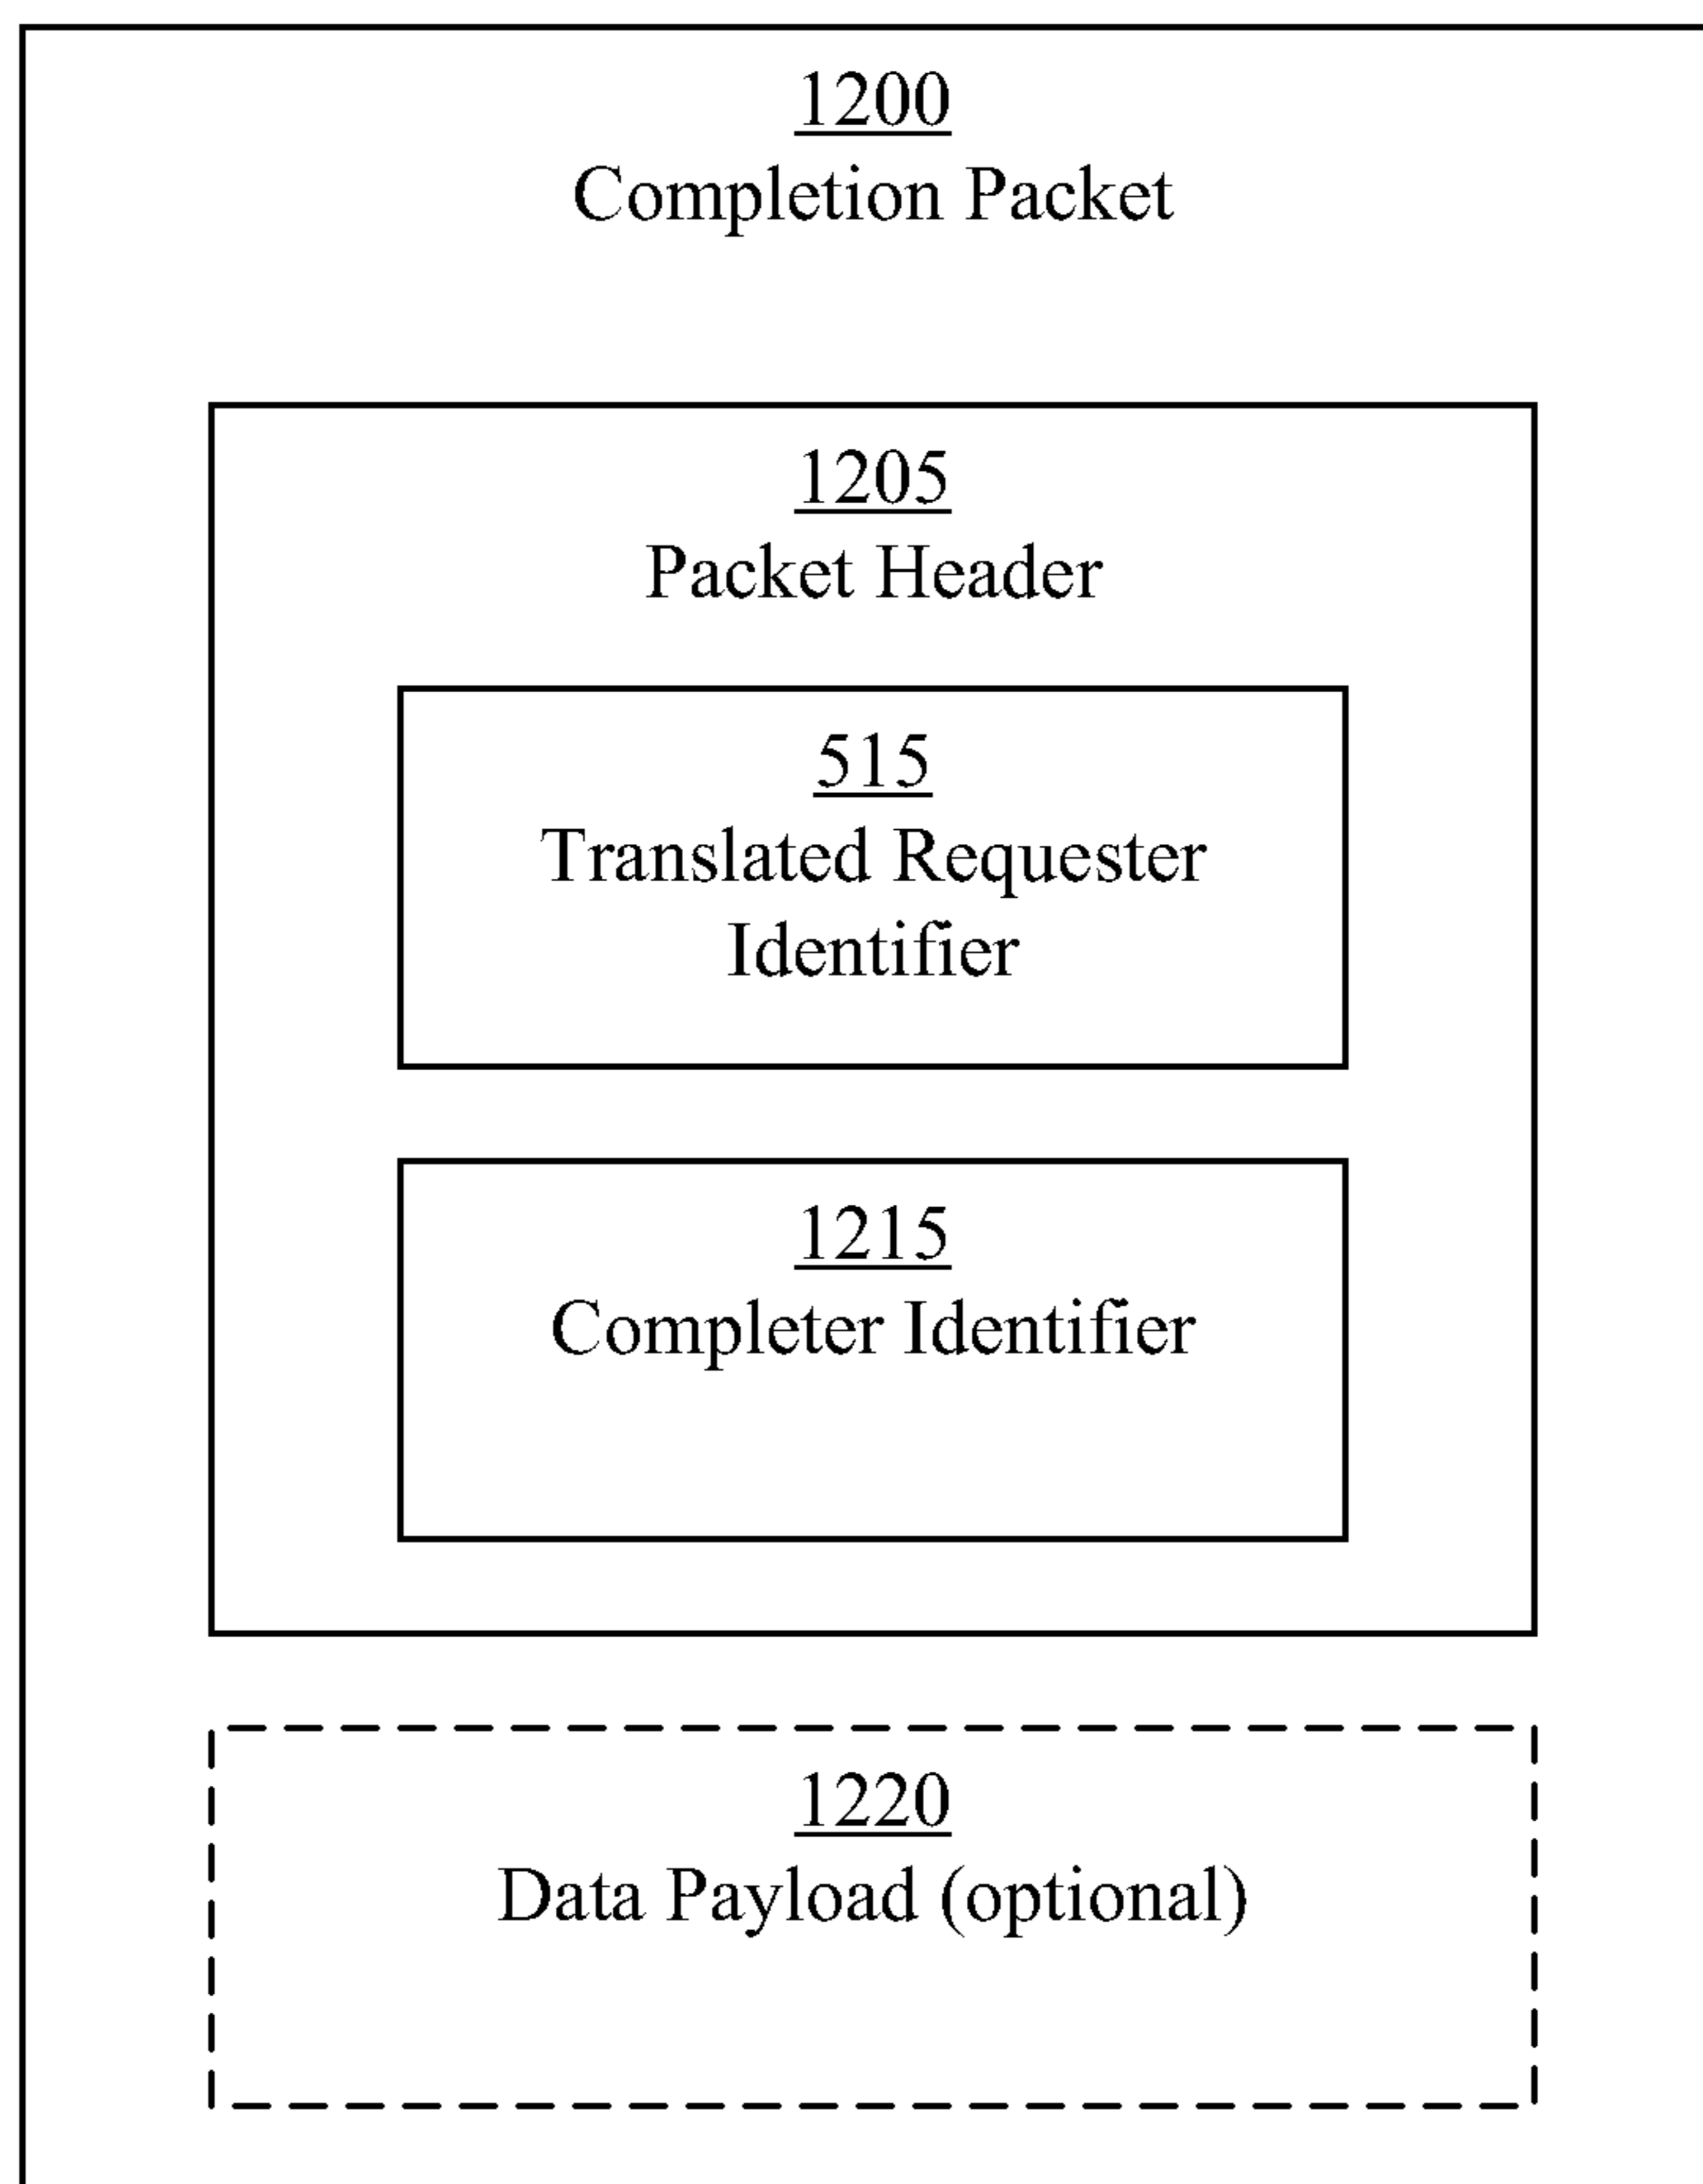 1200
Completion Packet
1205
Packet Header
515
Translated Requester
Identifier
1215
Completer Identifier
1220
Data Payload (optional)